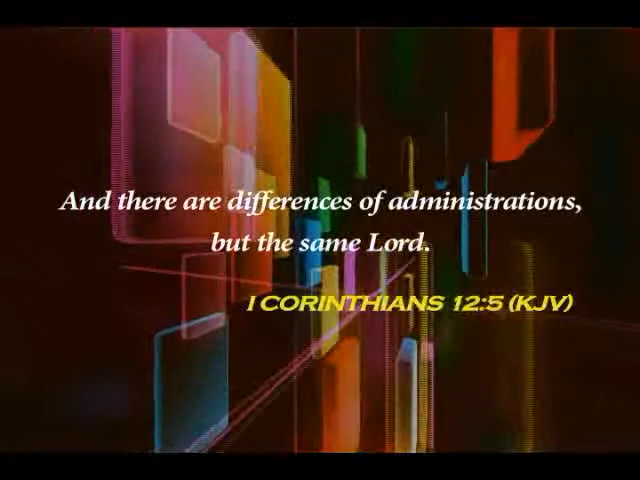 And there are differences of administrations,
but the same Lord.
I CORINTHIANS 12:5 (KJV)